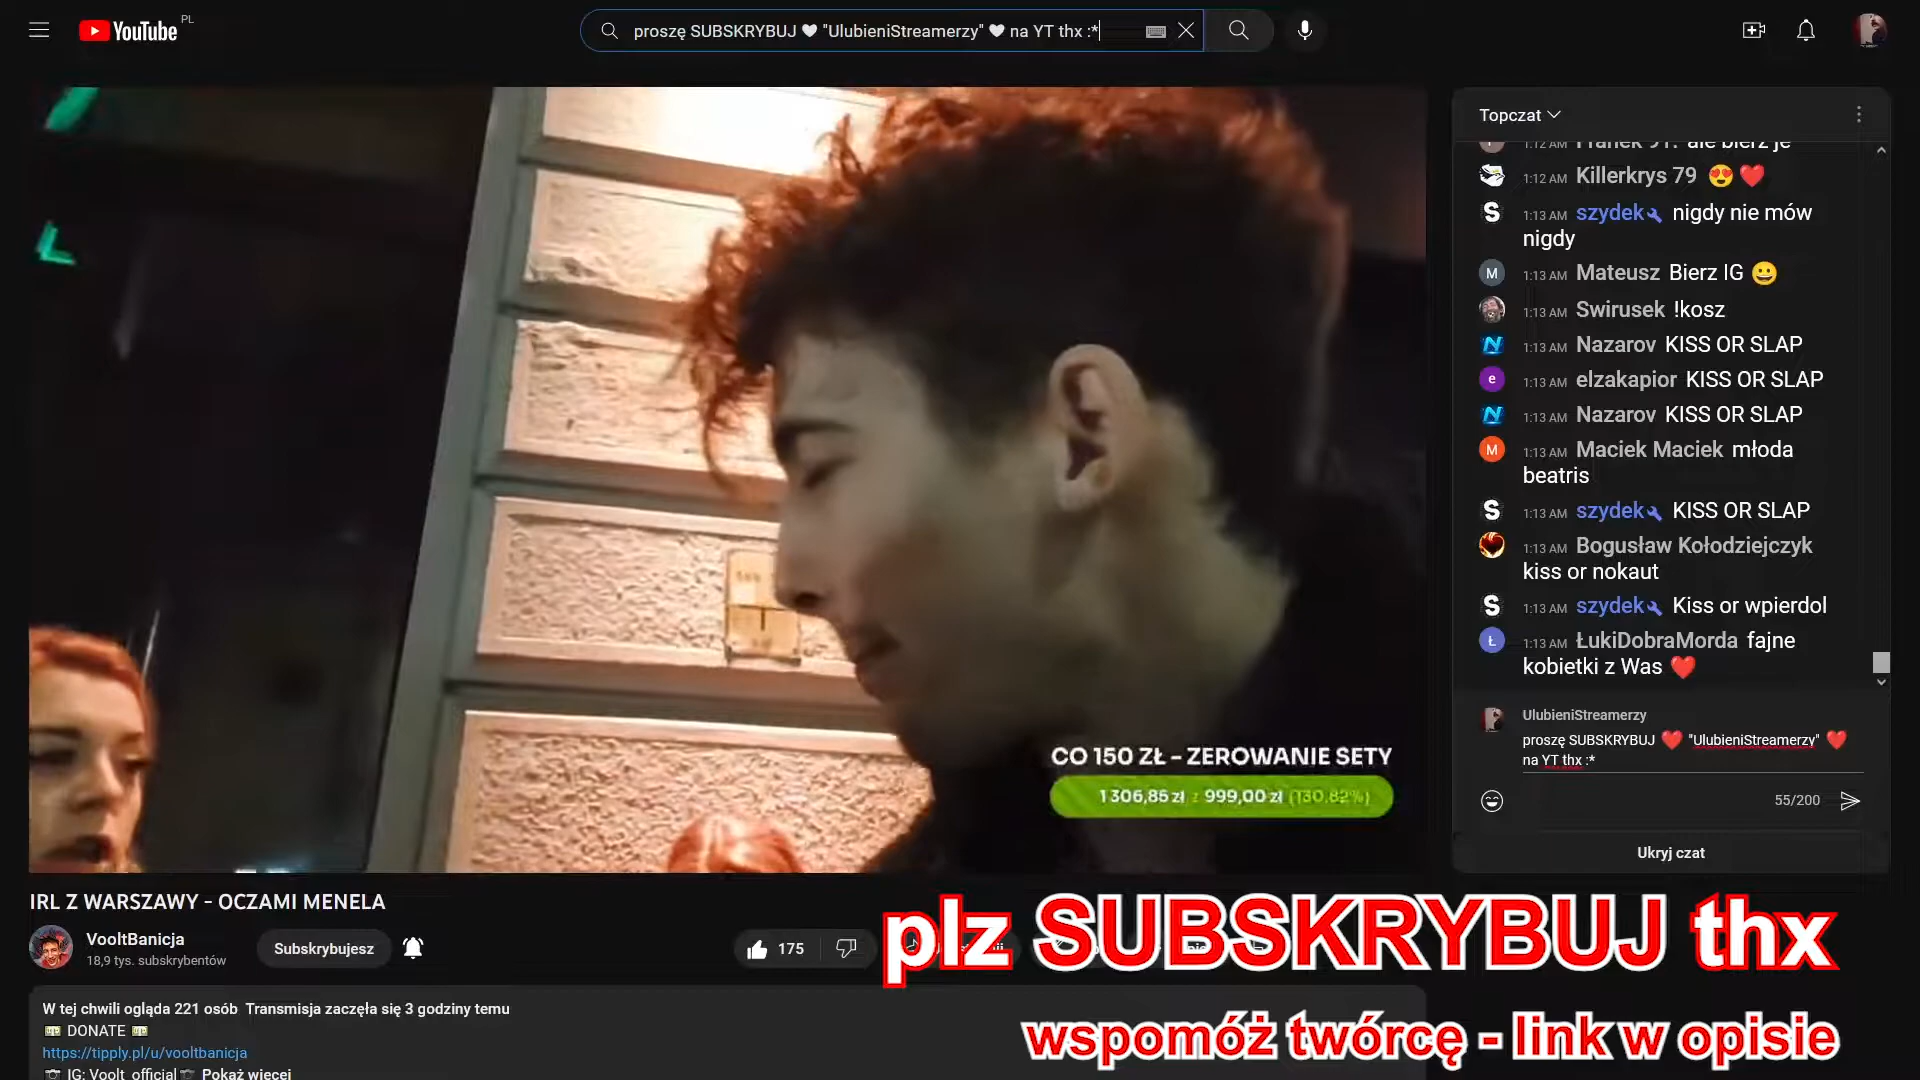 YouTube PL
proszę SUBSKRYBUJ ♥ "UlubieniStreamerzy" ♥ na YT thx :*
Topczat
1:12 AM Franek 91: ale bierz je
1:12 AM Killerkrys 79 😍❤️
1:13 AM szydek nigdy nie mów
nigdy
1:13 AM Mateusz Bierz IG 😀
1:13 AM Swirusek !kosz
1:13 AM Nazarov KISS OR SLAP
1:13 AM elzakapior KISS OR SLAP
1:13 AM Nazarov KISS OR SLAP
1:13 AM Maciek Maciek młoda
beatris
1:13 AM szydek KISS OR SLAP
1:13 AM Bogusław Kołodziejczyk
kiss or nokaut
1:13 AM szydek Kiss or wpierdol
1:13 AM ŁukiDobraMorda fajne
kobietki z Was ❤️
UlubieniStreamerzy
proszę SUBSKRYBUJ ❤️ "UlubieniStreamerzy" ❤️
na YT thx :*
55/200
Ukryj czat
CO 150 ZŁ - ZEROWANIE SETY
1 306,85 zł z 999,00 zł (130.82%)
IRL Z WARSZAWY - OCZAMI MENELA
VooltBanicja
18,9 tys. subskrybentów
Subskrybujesz
175
plz SUBSKRYBUJ thx
wspomóż twórcę - link w opisie
W tej chwili ogląda 221 osób Transmisja zaczęła się 3 godziny temu
DONATE
https://tipply.pl/u/vooltbanicja
IG: Voolt_official Pokaż więcej